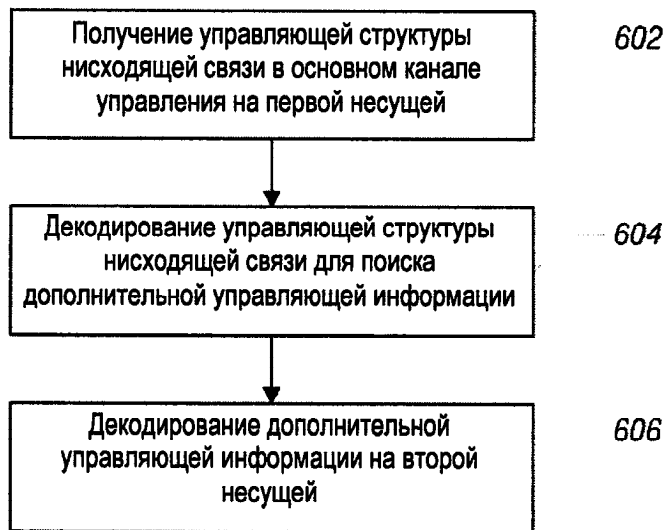 Получение управляющей структуры
нисходящей связи в основном канале
управления на первой несущей
602
Декодирование управляющей структуры
нисходящей связи для поиска
дополнительной управляющей информации
604
Декодирование дополнительной
управляющей информации на второй
несущей
606